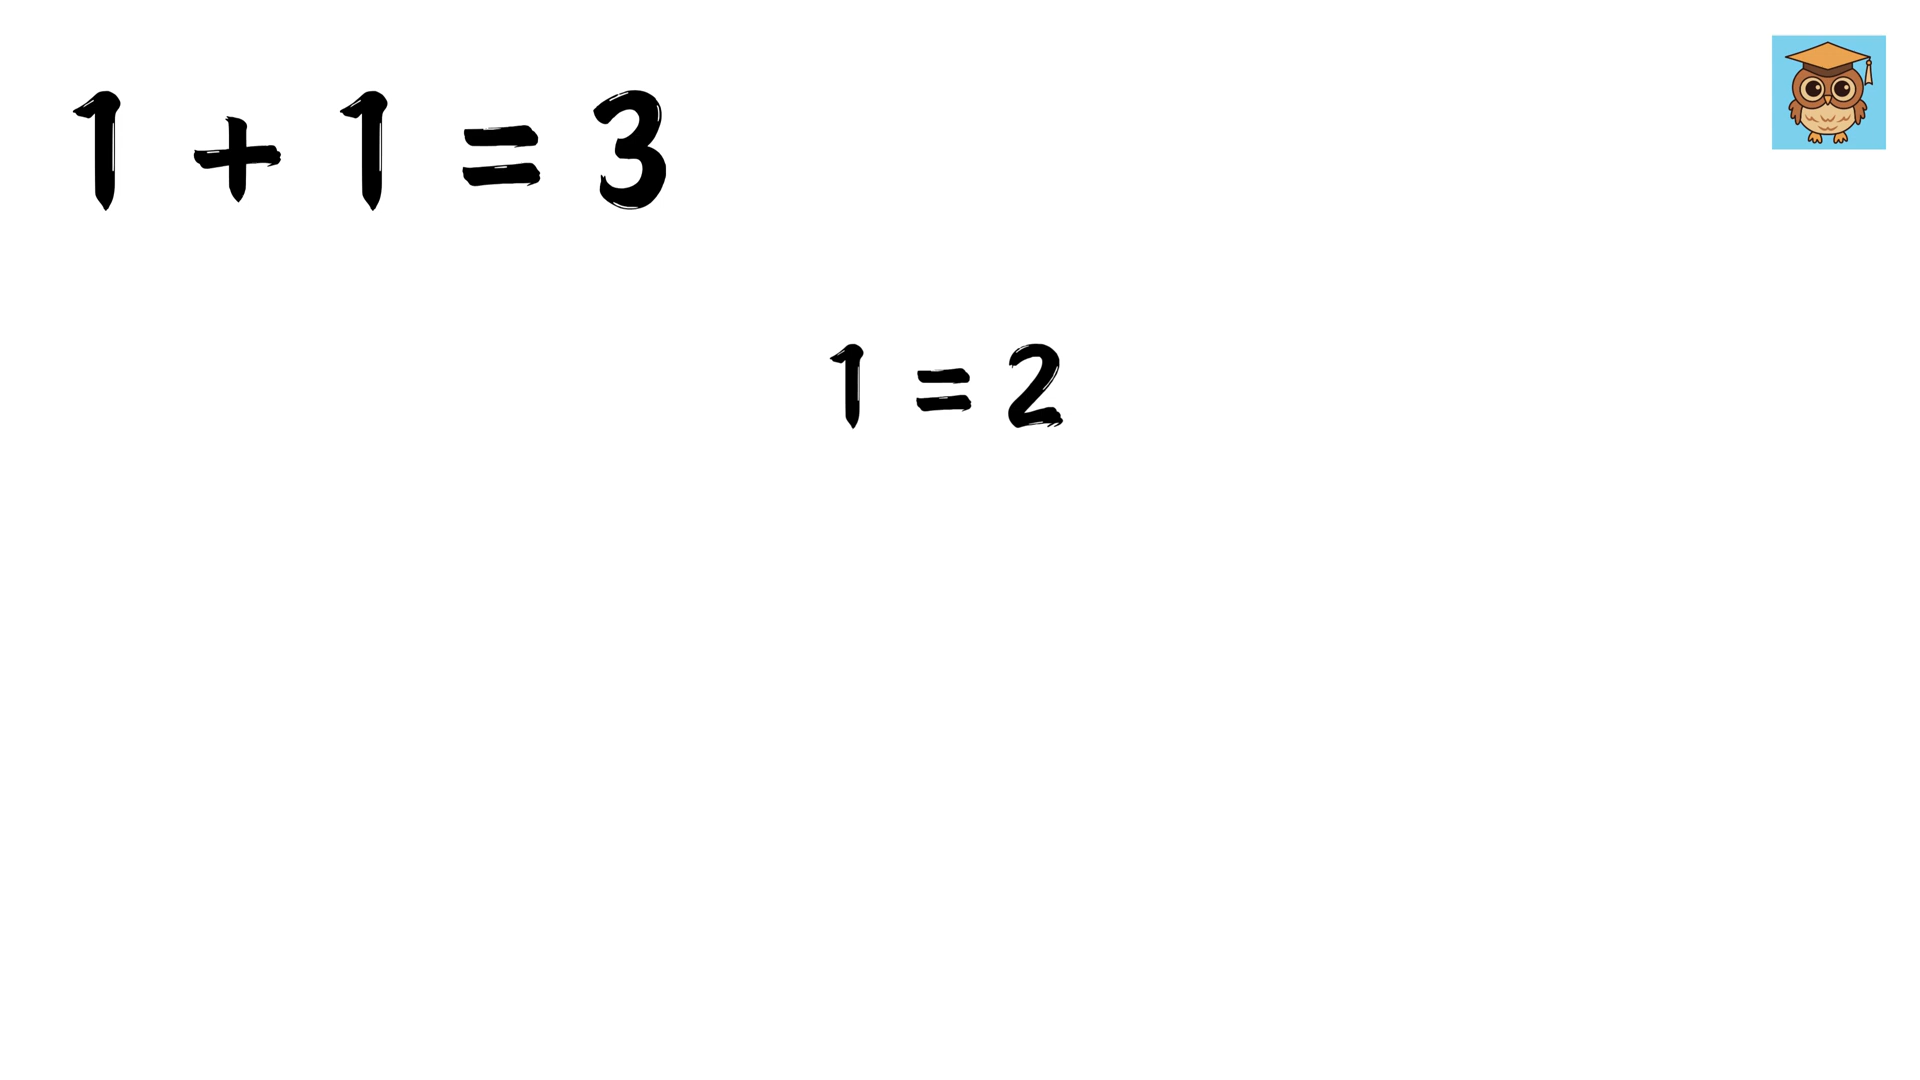 1 + 1 = 3
1 = 2